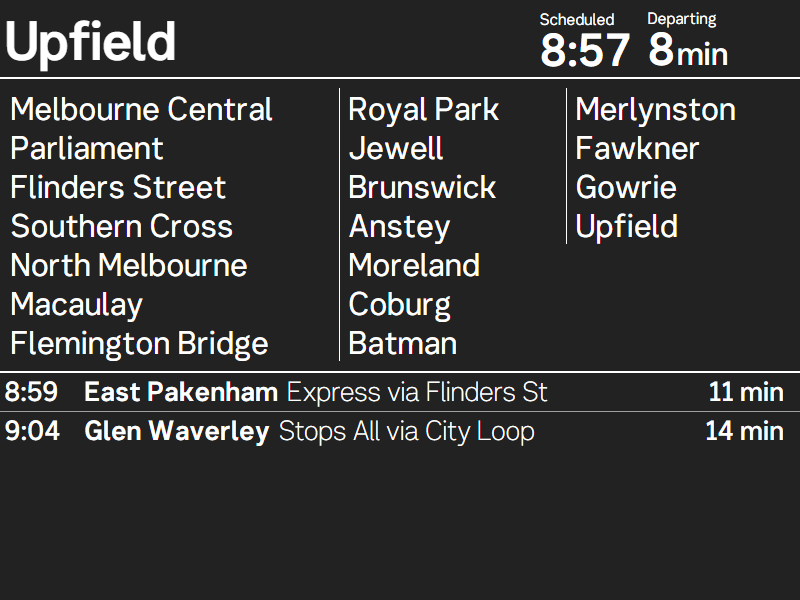 Upfield
Scheduled
8:57
Departing
8 min
Melbourne Central
Parliament
Flinders Street
Southern Cross
North Melbourne
Macaulay
Flemington Bridge
Royal Park
Jewell
Brunswick
Anstey
Moreland
Coburg
Batman
Merlynston
Fawkner
Gowrie
Upfield
8:59 East Pakenham Express via Flinders St 11 min
9:04 Glen Waverley Stops All via City Loop 14 min